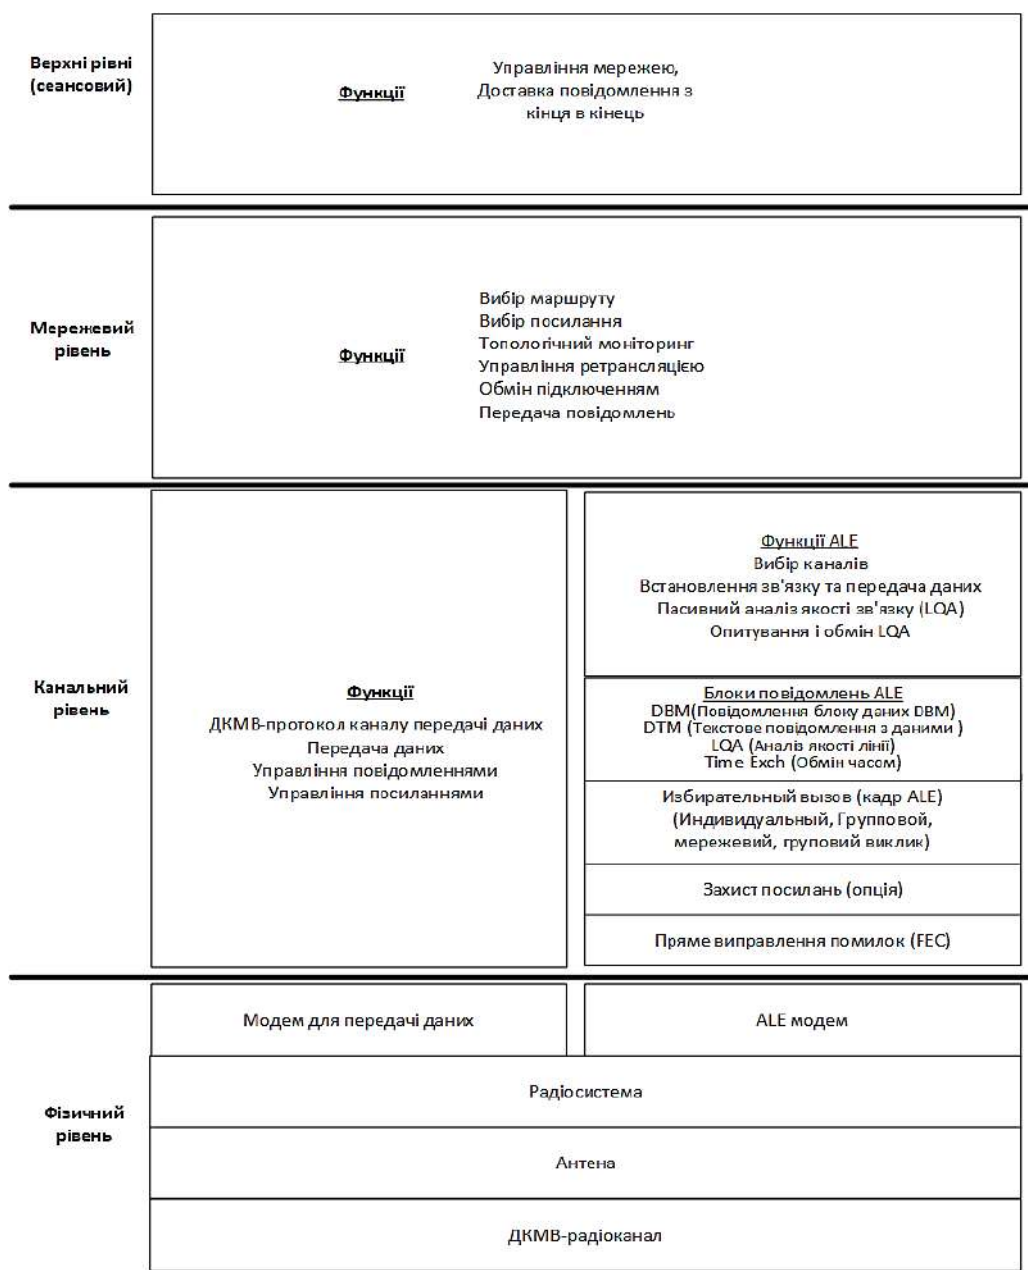 Верхні рівні
(сеансовий)
Функції
Управління мережею,
Доставка повідомлення з
кінця в кінець
Мережевий
рівень
Функції
Вибір маршруту
Вибір посилання
Топологічний моніторинг
Управління ретрансляцією
Обмін підключенням
Передача повідомлень
Канальний
рівень
Функції
ДКМВ-протокол каналу передачі даних
Передача даних
Управління повідомленнями
Управління посиланнями
Функції ALE
Вибір каналів
Встановлення зв'язку та передача даних
Пасивний аналіз якості зв'язку (LQA)
Опитування і обмін LQA
Блоки повідомлень ALE
DBM(Повідомлення блоку даних DBM)
DTM (Текстове повідомлення з даними )
LQA (Аналіз якості лінії)
Time Exch (Обмін часом)
Избирательный вызов (кадр ALE)
(Индивидуальный, Групповой,
мережевий, груповий виклик)
Захист посилань (опція)
Пряме виправлення помилок (FEC)
Фізичний
рівень
Модем для передачі даних
ALE модем
Радіосистема
Антена
ДКМВ-радіоканал